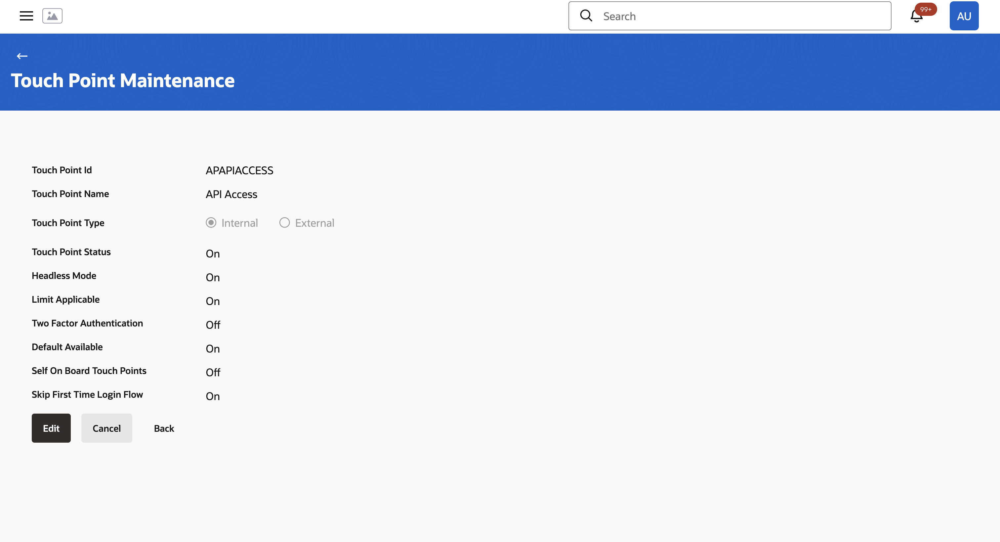 Search
99+
AU
Touch Point Maintenance
Touch Point Id APAPIACCESS
Touch Point Name API Access
Touch Point Type Internal External
Touch Point Status On
Headless Mode On
Limit Applicable On
Two Factor Authentication Off
Default Available On
Self On Board Touch Points Off
Skip First Time Login Flow On
Edit Cancel Back